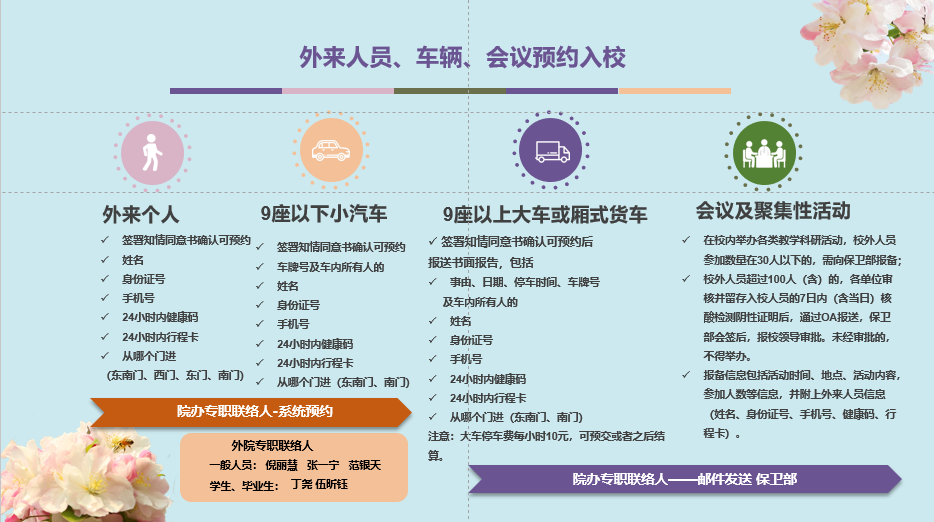 外来人员、车辆、会议预约入校
外来个人
✓ 签署知情同意书确认可预约
✓ 姓名
✓ 身份证号
✓ 手机号
✓ 24小时内健康码
✓ 24小时内行程卡
✓ 从哪个门进
（东南门、西门、东门、南门）
9座以下小汽车
✓ 签署知情同意书确认可预约
✓ 车牌号及车内所有人的
✓ 姓名
✓ 身份证号
✓ 手机号
✓ 24小时内健康码
✓ 24小时内行程卡
✓ 从哪个门进（东南门、南门）
院办专职联络人-系统预约
外院专职联络人
一般人员： 倪丽慧 张一宁 范银天
学生、毕业生： 丁尧 伍昕钰
9座以上大车或厢式货车
✓ 签署知情同意书确认可预约后
报送书面报告，包括
✓ 事由、日期、停车时间、车牌号
及车内所有人的
✓ 姓名
✓ 身份证号
✓ 手机号
✓ 24小时内健康码
✓ 24小时内行程卡
✓ 从哪个门进（东南门、南门）
注意：大车停车费每小时10元，可预交或者之后结
算。
会议及聚集性活动
✓ 在校内举办各类教学科研活动，校外人员
参加数量在30人以下的，需向保卫部报备；
✓ 校外人员超过100人（含）的，各单位审
核并留存入校人员的7日内（含当日）核
酸检测阴性证明后，通过OA报送，保卫
部会签后，报校领导审批。未经审批的，
不得举办。
✓ 报备信息包括活动时间、地点、活动内容，
参加人数等信息，并附上外来人员信息
（姓名、身份证号、手机号、健康码、行
程卡）。
院办专职联络人——邮件发送 保卫部